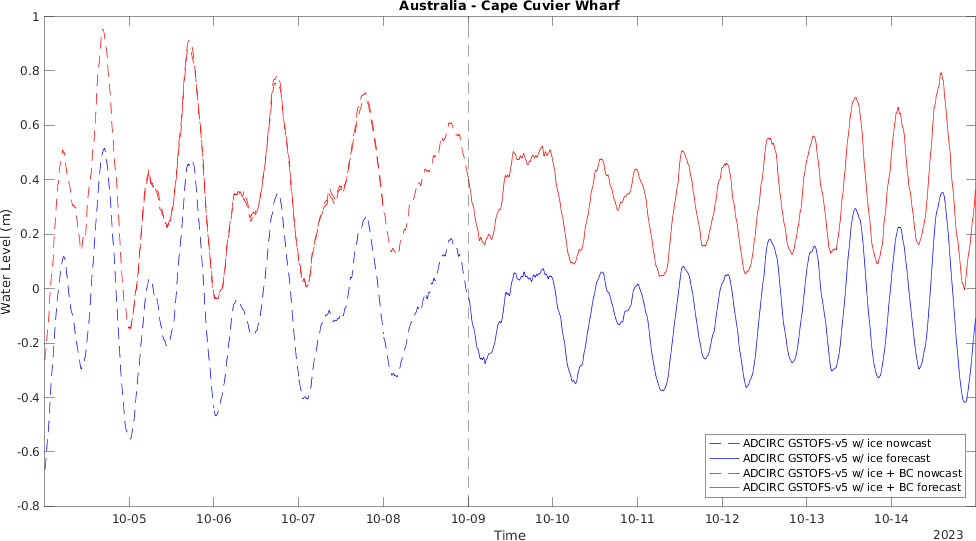 Australia - Cape Cuvier Wharf
1
0.8
0.6
0.4
0.2
0
-0.2
-0.4
-0.6
-0.8
Water Level (m)
10-05 10-06 10-07 10-08 10-09 10-10 10-11 10-12 10-13 10-14
Time
2023
ADCIRC GSTOFS-v5 w/ ice nowcast
ADCIRC GSTOFS-v5 w/ ice forecast
ADCIRC GSTOFS-v5 w/ ice + BC nowcast
ADCIRC GSTOFS-v5 w/ ice + BC forecast